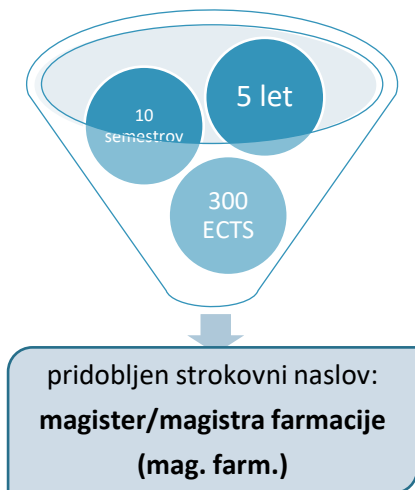 10
semestrov
5 let
300
ECTS
pridobljen strokovni naslov:
magister/magistra farmacije
(mag. farm.)